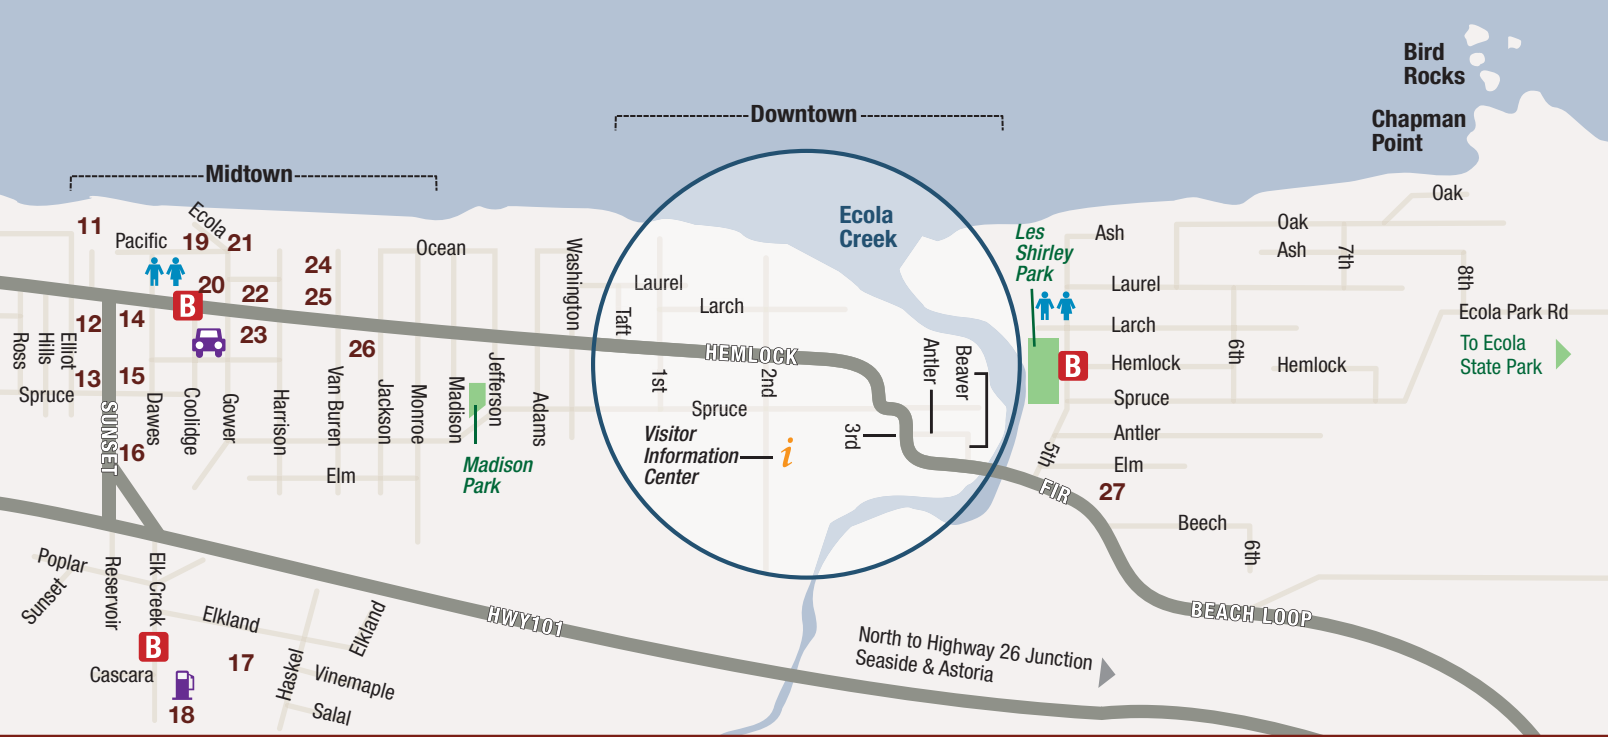 Bird
Rocks
Chapman
Point
Downtown
Midtown
Oak
Oak
Ash
Ash
7th
8th
Ecola
Creek
Les
Shirley
Park
11
Pacific
Ecola
19
21
20
22
24
25
23
26
B
Ocean
Washington
Laurel
Larch
Taft
Laurel
Larch
Hemlock
6th
Hemlock
Spruce
Antler
Elm
5th
27
B
Ecola Park Rd
To Ecola
State Park
12
14
13
15
16
Ross
Hills
Elliot
Spruce
SUNSET
Dawes
Coolidge
Gover
Harrison
Van Buren
Jackson
Monroe
Madison
Jefferson
Adams
Elm
Madison
Park
HEMLOCK
1st
2nd
Spruce
3rd
Antler
Beaver
Visitor
Information
Center
i
FIR
Beech
6th
BEACH LOOP
HWY101
North to Highway 26 Junction
Seaside & Astoria
Poplar
Sunset
Reservoir
Elk Creek
Elkland
Elkland
B
Cascara
17
18
Haskel
Vinemaple
Salal